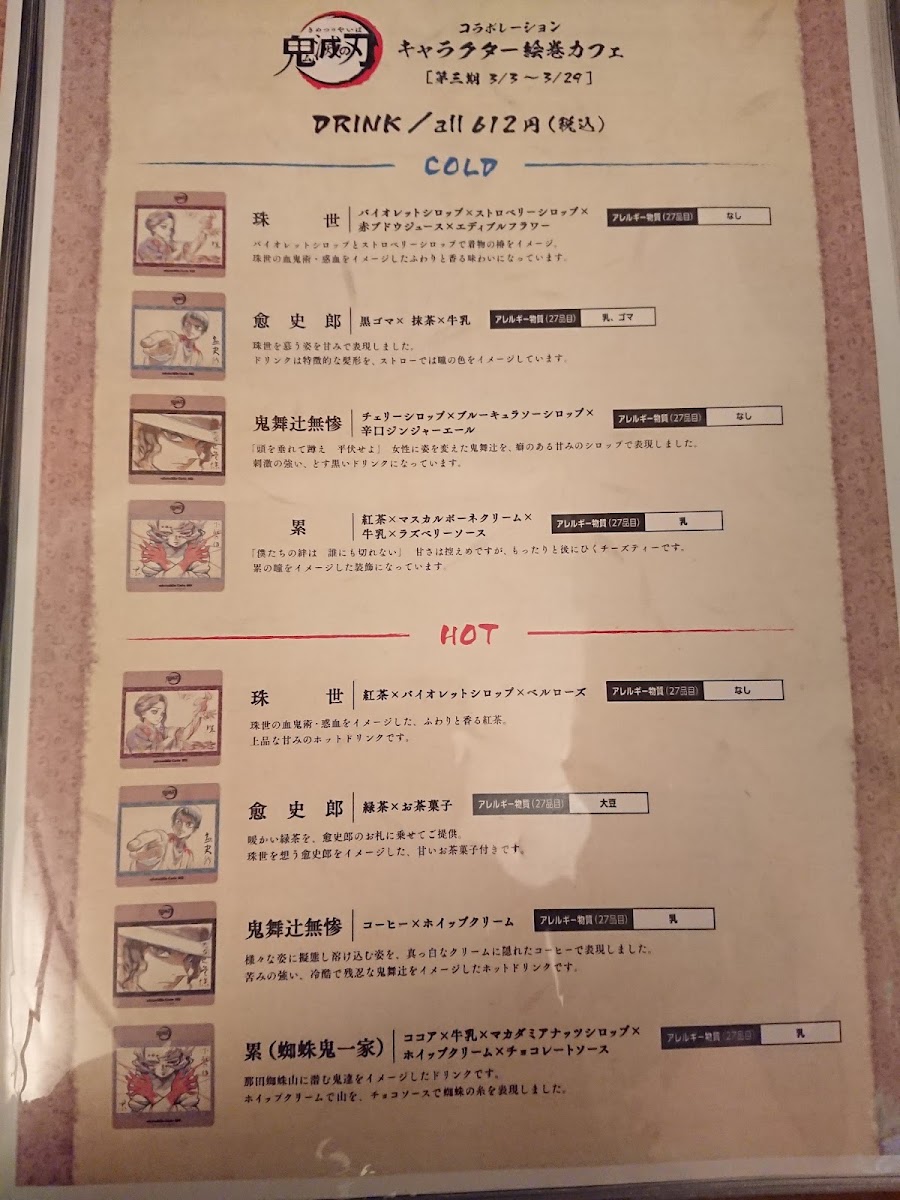 きめつのやいば
鬼滅の刃
コラボレーション
キャラクター絵巻カフェ
[第三期 3/3～3/29]
DRINK/all 612円(税込)
COLD
珠世
バイオレットシロップ×ストロベリーシロップ×
赤ブドウジュース×エディブルフラワー
アレルギー物質(27品目) なし
バイオレットシロップとストロベリーシロップで着物の椿をイメージ。
珠世の血鬼術・惑血をイメージしたふわりと香る味わいになっています。
愈史郎 黒ゴマ× 抹茶×牛乳 アレルギー物質(27品目) 乳、ゴマ
珠世を慕う姿を甘みで表現しました。
ドリンクは特徴的な髪形を、ストローでは瞳の色をイメージしています。
鬼舞辻無惨
チェリーシロップ×ブルーキュラソーシロップ×
辛口ジンジャーエール
アレルギー物質(27品目) なし
「頭を垂れて蹲え 平伏せよ」 女性に姿を変えた鬼舞辻を、癖のある甘みのシロップで表現しました。
刺激の強い、どす黒いドリンクになっています。
累
紅茶×マスカルポーネクリーム×
牛乳×ラズベリーソース
アレルギー物質(27品目) 乳
「僕たちの絆は 誰にも切れない」 甘さは控えめですが、もったりと後にひくチーズティーです。
累の瞳をイメージした装飾になっています。
HOT
珠世 紅茶×バイオレットシロップ×ベルローズ アレルギー物質(27品目) なし
珠世の血鬼術・惑血をイメージした、ふわりと香る紅茶。
上品な甘みのホットドリンクです。
愈史郎 緑茶×お茶菓子 アレルギー物質(27品目) 大豆
暖かい緑茶を、愈史郎のお札に乗せてご提供。
珠世を想う愈史郎をイメージした、甘いお茶菓子付きです。
鬼舞辻無惨 コーヒー×ホイップクリーム アレルギー物質(27品目) 乳
様々な姿に擬態し溶け込む姿を、真っ白なクリームに隠れたコーヒーで表現しました。
苦みの強い、冷酷で残忍な鬼舞辻をイメージしたホットドリンクです。
累(蜘蛛鬼一家)
ココア×牛乳×マカダミアナッツシロップ×
ホイップクリーム×チョコレートソース
アレルギー物質(27品目) 乳
那田蜘蛛山に潜む鬼達をイメージしたドリンクです。
ホイップクリームで山を、チョコソースで蜘蛛の糸を表現しました。